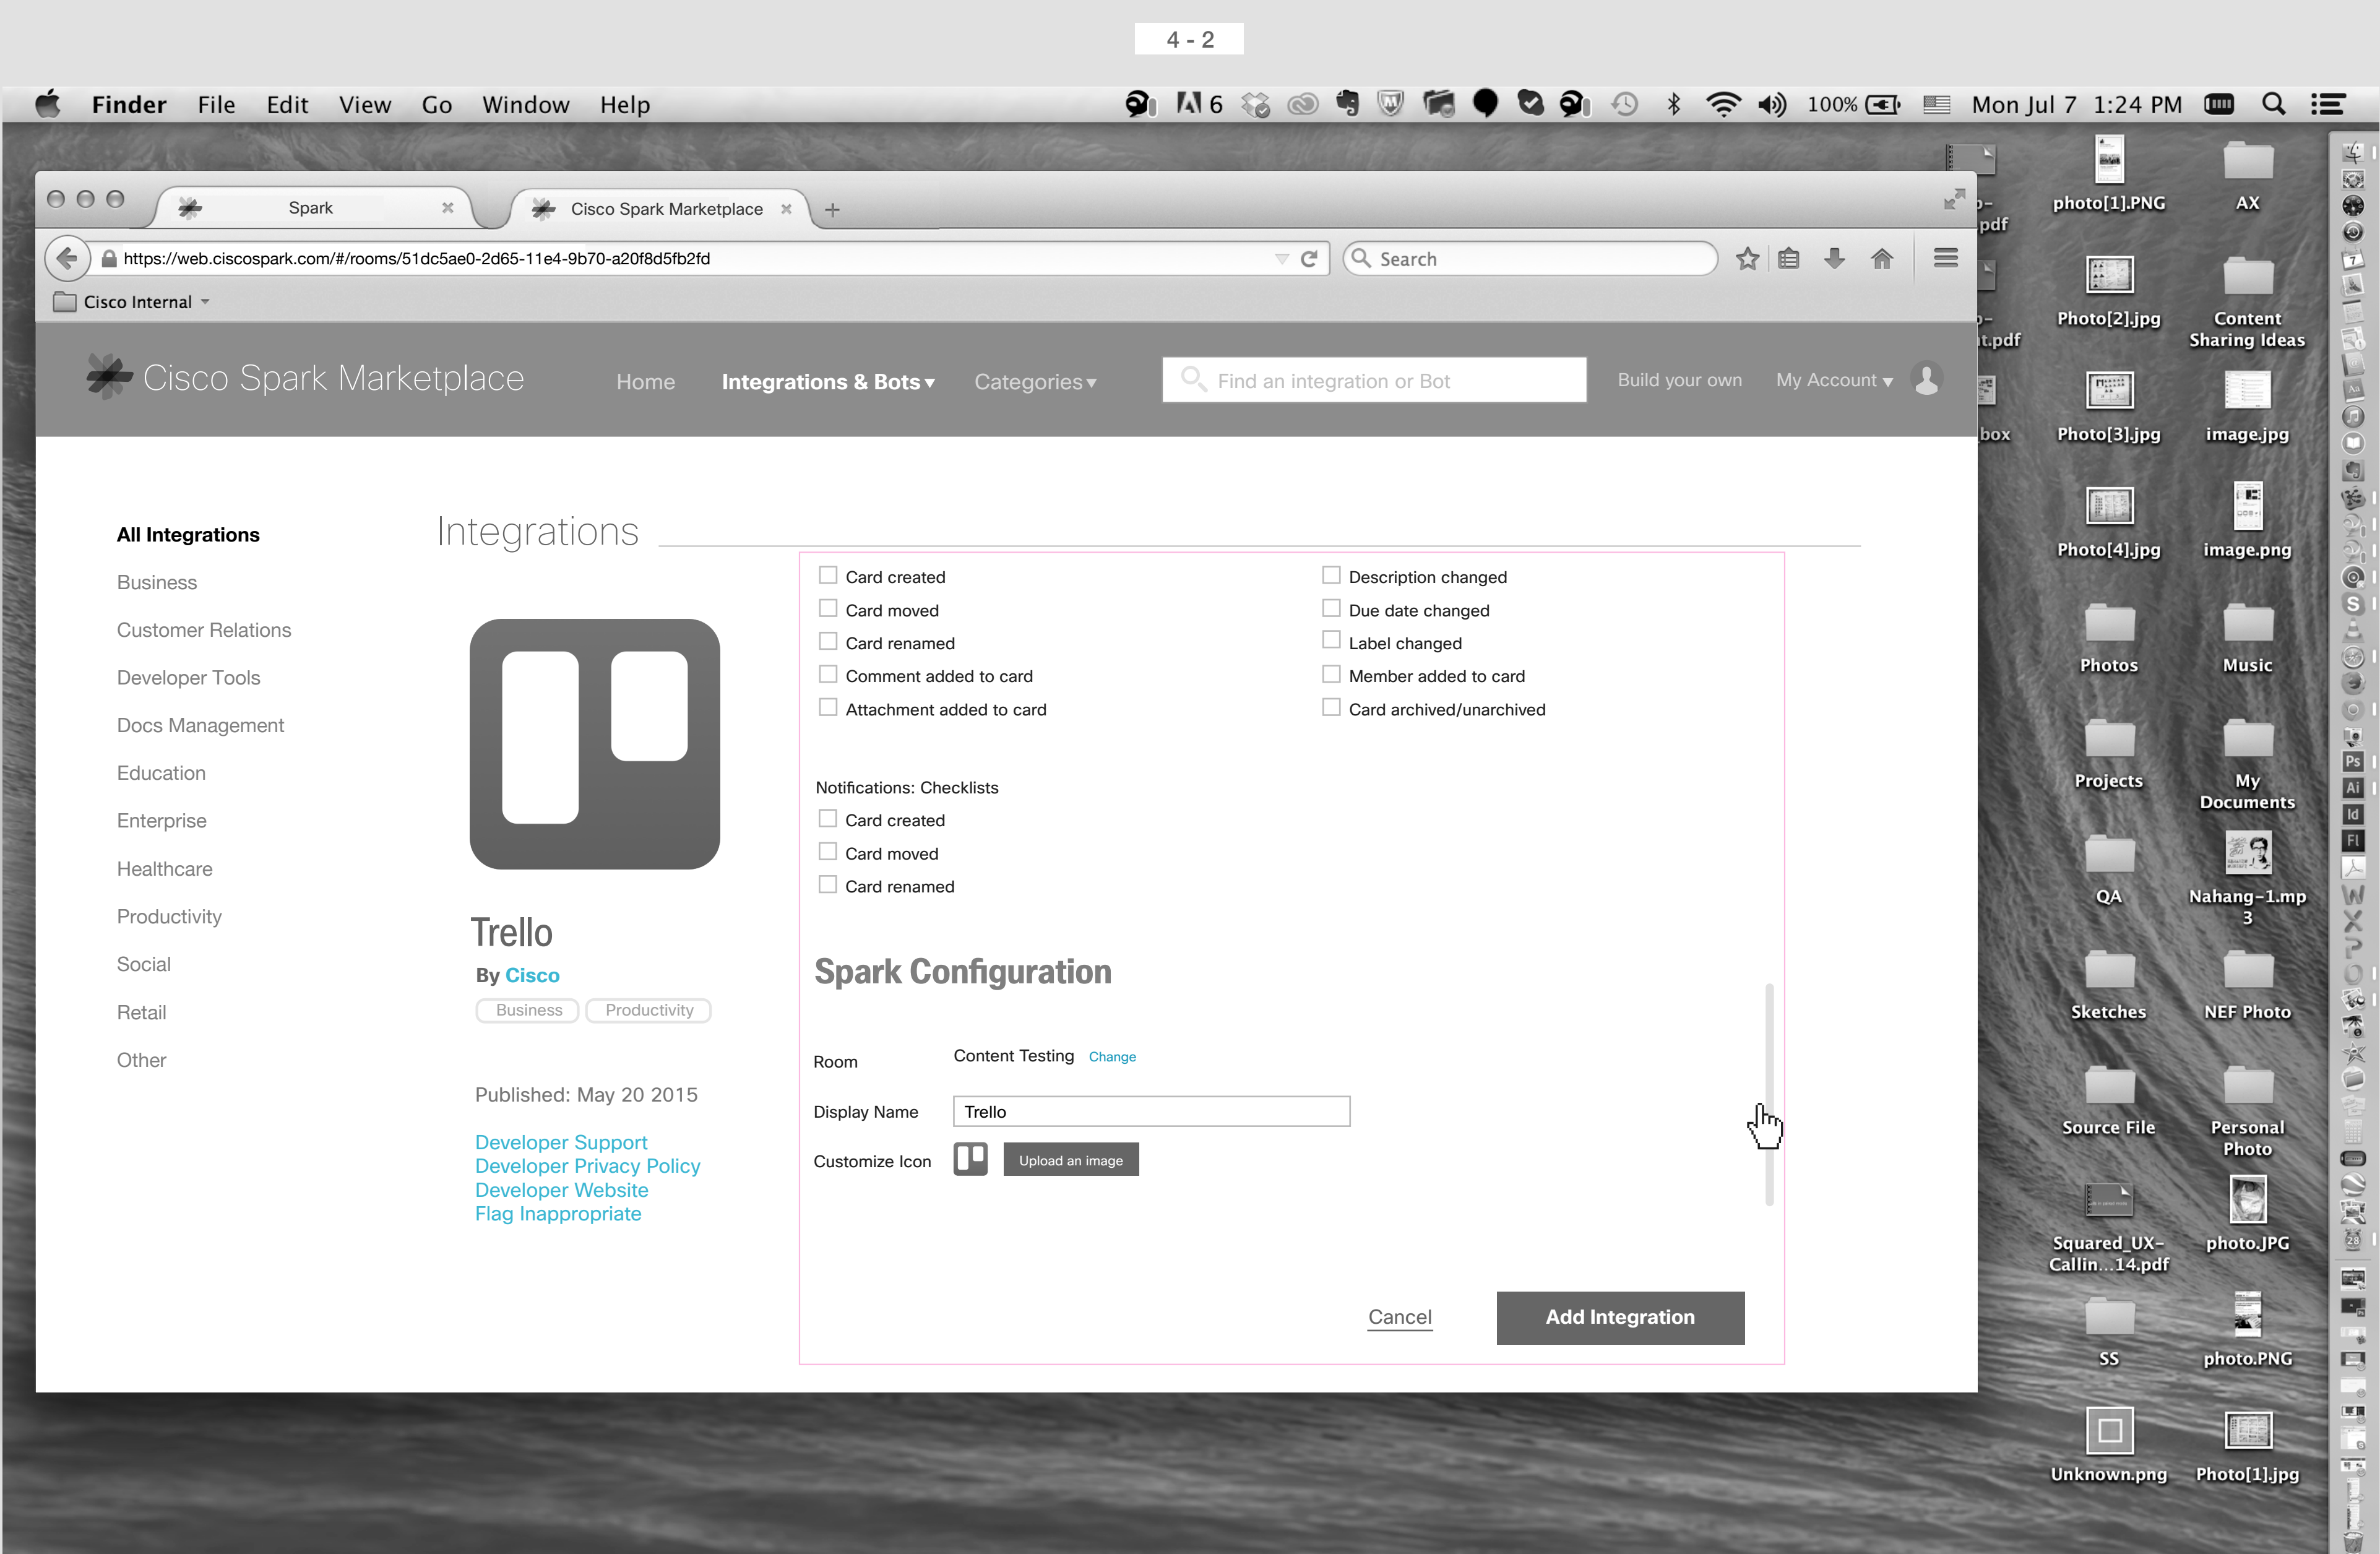 4 - 2
Finder File Edit View Go Window Help
6
100%
Mon Jul 7 1:24 PM
Spark
Cisco Spark Marketplace
https://web.ciscospark.com/#/rooms/51dc5ae0-2d65-11e4-9b70-a20f8d5fb2fd
Search
Cisco Internal
Cisco Spark Marketplace
Home
Integrations & Bots
Categories
Find an integration or Bot
Build your own
My Account
All Integrations
Business
Customer Relations
Developer Tools
Docs Management
Education
Enterprise
Healthcare
Productivity
Social
Retail
Other
Integrations
Trello
By Cisco
Business
Productivity
Published: May 20 2015
Developer Support
Developer Privacy Policy
Developer Website
Flag Inappropriate
Card created
Card moved
Card renamed
Comment added to card
Attachment added to card
Description changed
Due date changed
Label changed
Member added to card
Card archived/unarchived
Notifications: Checklists
Card created
Card moved
Card renamed
Spark Configuration
Room
Content Testing Change
Display Name
Trello
Customize Icon
Upload an image
Cancel
Add Integration
.pdf
t.pdf
box
photo[1].PNG
AX
Photo[2].jpg
Content
Sharing Ideas
Photo[3].jpg
image.jpg
Photo[4].jpg
image.png
Photos
Music
Projects
My
Documents
QA
Nahang-1.mp
3
Sketches
NEF Photo
Source File
Personal
Photo
Squared_UX-
Callin...14.pdf
photo.JPG
SS
photo.PNG
Unknown.png
Photo[1].jpg
7
Aa
S
Ps
Ai
Id
Fl
28